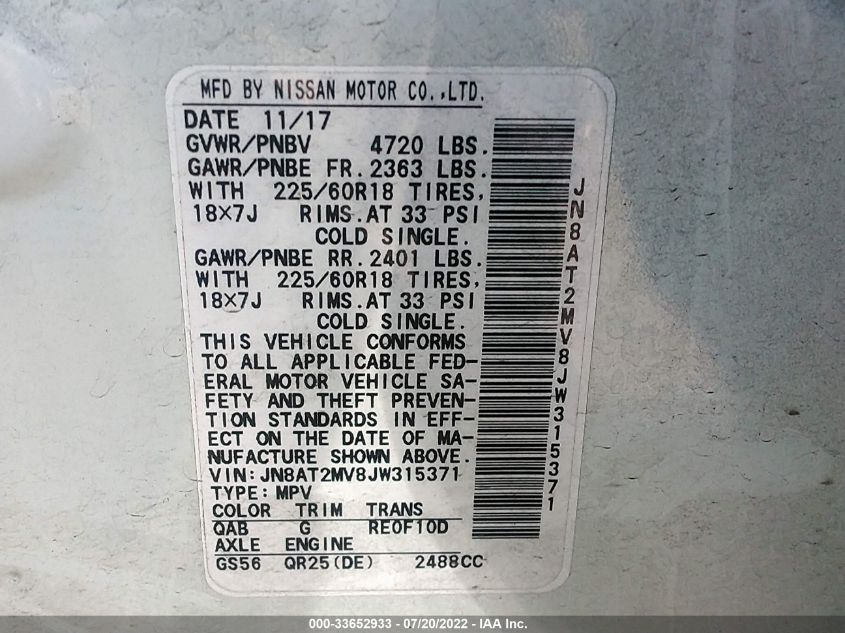 MFD BY NISSAN MOTOR CO.,LTD.
DATE 11/17
GVWR/PNBV 4720 LBS.
GAWR/PNBE FR.2363 LBS.
WITH 225/60R18 TIRES,
18×7J RIMS.AT 33 PSI
COLD SINGLE.
GAWR/PNBE RR.2401 LBS.
WITH 225/60R18 TIRES,
18×7J RIMS.AT 33 PSI
COLD SINGLE.
THIS VEHICLE CONFORMS
TO ALL APPLICABLE FED-
ERAL MOTOR VEHICLE SA-
FETY AND THEFT PREVEN-
TION STANDARDS IN EFF-
ECT ON THE DATE OF MA-
NUFACTURE SHOWN ABOVE.
VIN:JN8AT2MV8JW315371
TYPE:MPV
COLOR TRIM TRANS
QAB G RE0F10D
AXLE ENGINE
GS56 QR25(DE) 2488CC
JN8AT2MV8JW315371
000-33652933 - 07/20/2022 - IAA Inc.